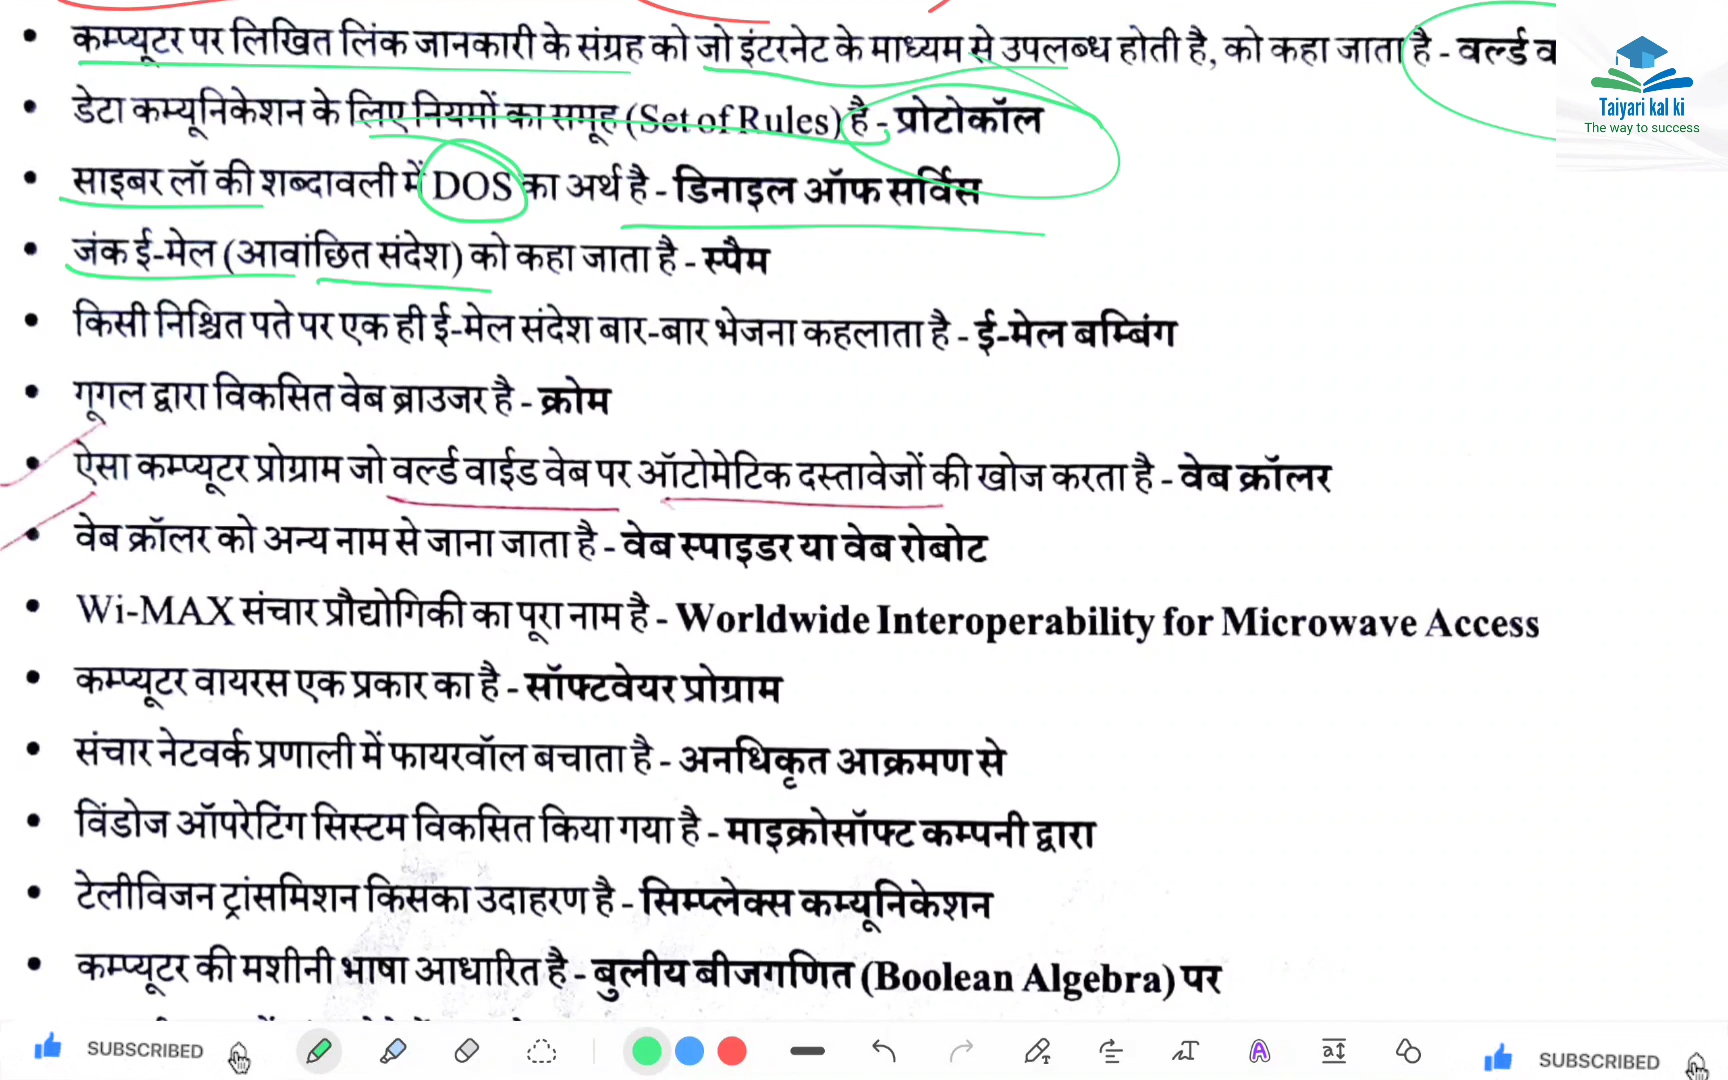 • कम्प्यूटर पर लिखित लिंक जानकारी के संग्रह को जो इंटरनेट के माध्यम से उपलब्ध होती है, को कहा जाता है - वर्ल्ड व
• डेटा कम्यूनिकेशन के लिए नियमों का समूह (Set of Rules) है - प्रोटोकॉल
• साइबर लॉ की शब्दावली में DOS का अर्थ है - डिनाइल ऑफ सर्विस
• जंक ई-मेल (आवांछित संदेश) को कहा जाता है - स्पैम
• किसी निश्चित पते पर एक ही ई-मेल संदेश बार-बार भेजना कहलाता है - ई-मेल बम्बिंग
• गूगल द्वारा विकसित वेब ब्राउजर है - क्रोम
• ऐसा कम्प्यूटर प्रोग्राम जो वर्ल्ड वाईड वेब पर ऑटोमेटिक दस्तावेजों की खोज करता है - वेब क्रॉलर
• वेब क्रॉलर को अन्य नाम से जाना जाता है - वेब स्पाइडर या वेब रोबोट
• Wi-MAX संचार प्रौद्योगिकी का पूरा नाम है - Worldwide Interoperability for Microwave Access
• कम्प्यूटर वायरस एक प्रकार का है - सॉफ्टवेयर प्रोग्राम
• संचार नेटवर्क प्रणाली में फायरवॉल बचाता है - अनधिकृत आक्रमण से
• विंडोज ऑपरेटिंग सिस्टम विकसित किया गया है - माइक्रोसॉफ्ट कम्पनी द्वारा
• टेलीविजन ट्रांसमिशन किसका उदाहरण है - सिम्प्लेक्स कम्यूनिकेशन
• कम्प्यूटर की मशीनी भाषा आधारित है - बुलीय बीजगणित (Boolean Algebra) पर
Taiyari kal ki
The way to success
SUBSCRIBED
SUBSCRIBED